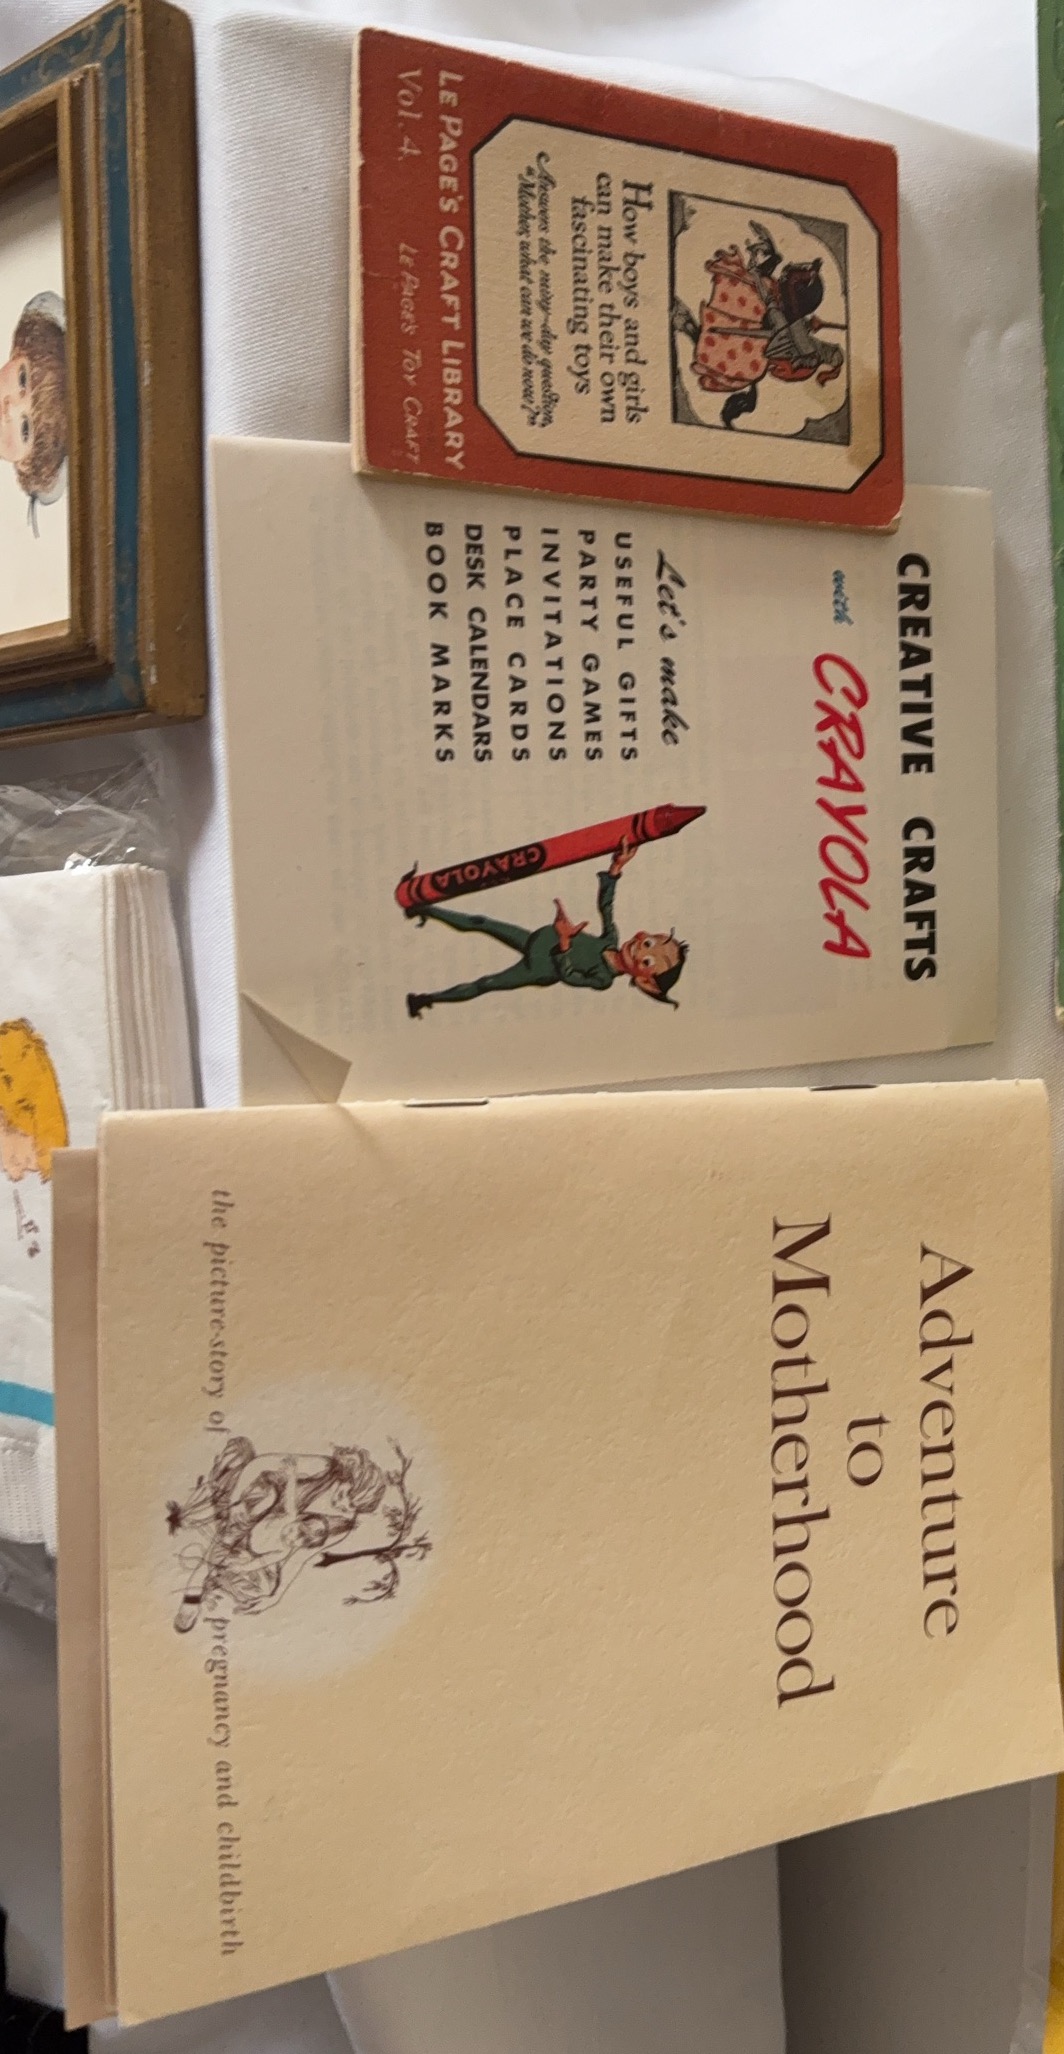 How boys and girls
can make their own
fascinating toys
Answers the rainy-day question,
"Mother, what can we do now?"
LE PAGE'S CRAFT LIBRARY
Vol. 4. LE PAGE'S TOY CRAFT
CREATIVE CRAFTS
with CRAYOLA
Let's make
USEFUL GIFTS
PARTY GAMES
INVITATIONS
PLACE CARDS
DESK CALENDARS
BOOK MARKS
CRAYOLA
Adventure
to
Motherhood
the picture-story of pregnancy and childbirth